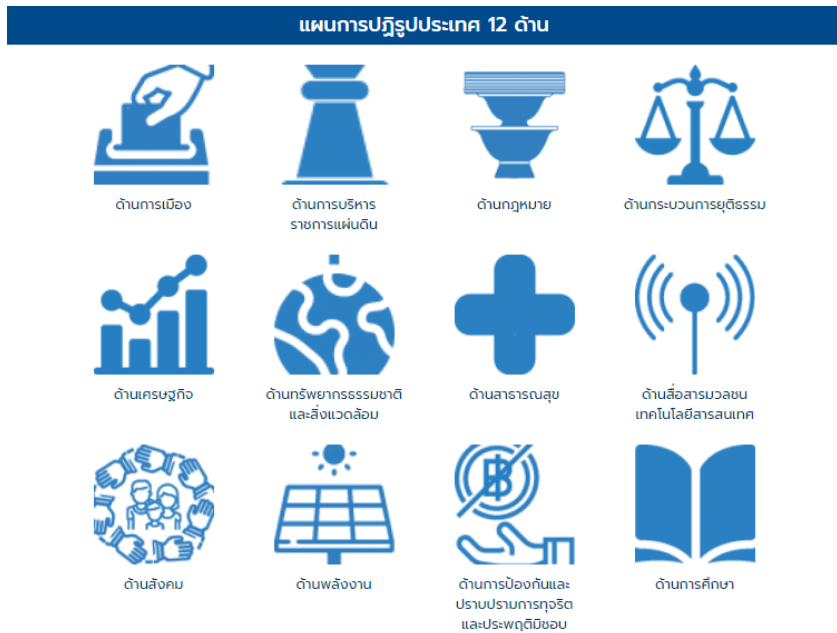 แผนการปฏิรูปประเทศ 12 ด้าน
ด้านการเมือง
ด้านการบริหาร
ราชการแผ่นดิน
ด้านกฎหมาย
ด้านกระบวนการยุติธรรม
ด้านเศรษฐกิจ
ด้านทรัพยากรธรรมชาติ
และสิ่งแวดล้อม
ด้านสาธารณสุข
ด้านสื่อสารมวลชน
เทคโนโลยีสารสนเทศ
ด้านสังคม
ด้านพลังงาน
ด้านการป้องกันและ
ปราบปรามการทุจริต
และประพฤติมิชอบ
ด้านการศึกษา